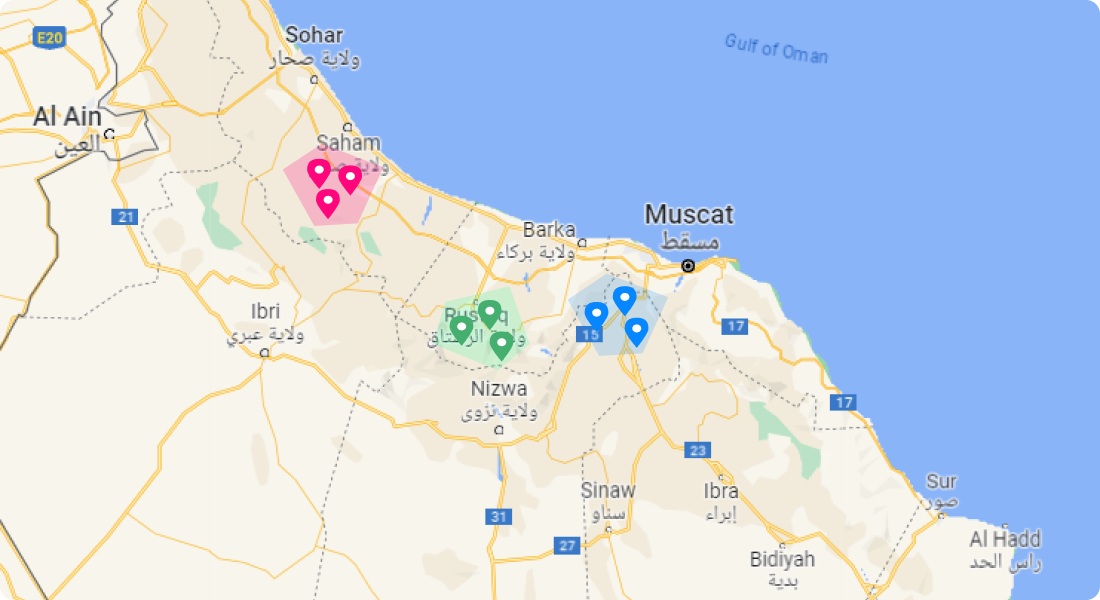 E20
Sohar
ولاية صحار
Gulf of Oman
Al Ain
العين
Saham
ولاية
21
Muscat
مسقط
Barka
ولاية بركاء
Ibri
ولاية عبري
ولاية الرستاق
15
17
Nizwa
ولاية نزوى
17
23
Sinaw
سناو
Ibra
إبراء
Sur
صور
31
27
Al Hadd
راس الحد
Bidiyah
بدية